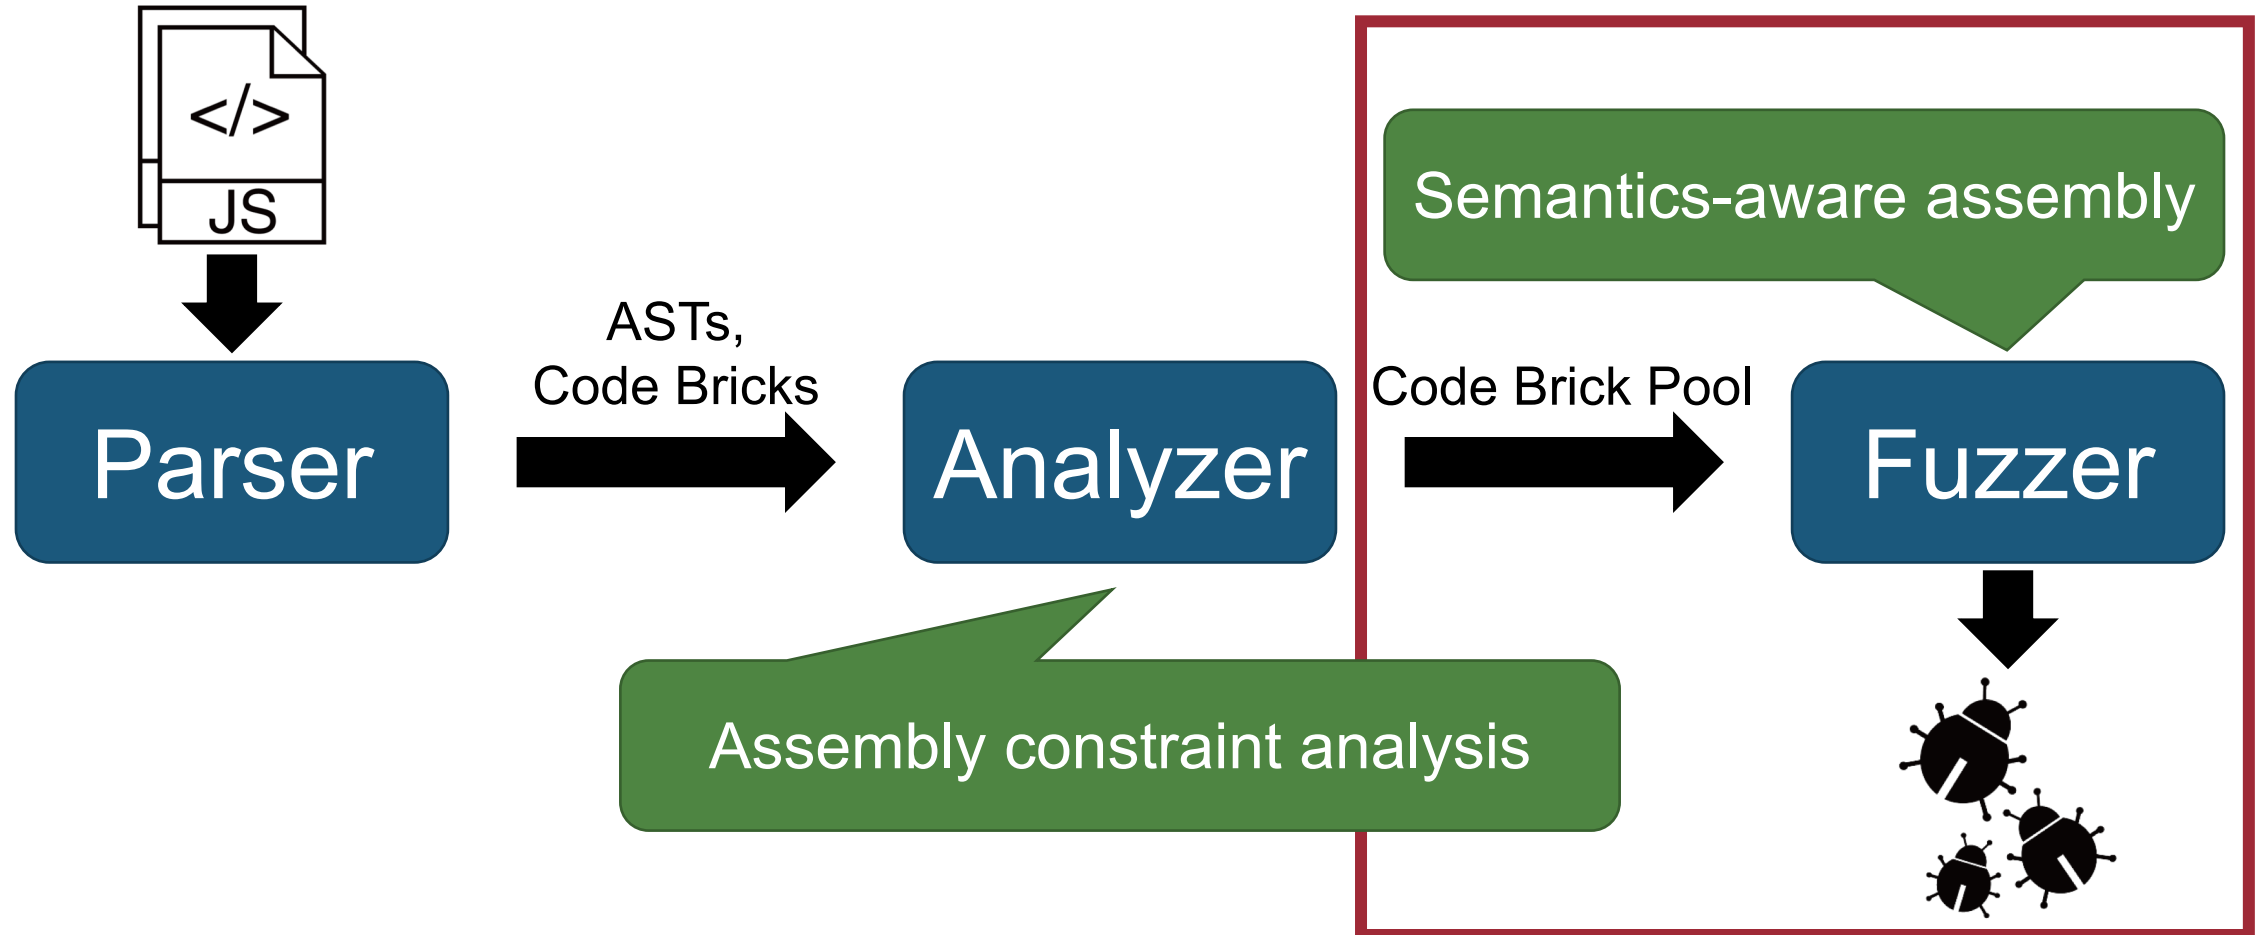 </>
JS
Parser
ASTs,
Code Bricks
Analyzer
Assembly constraint analysis
Code Brick Pool
Semantics-aware assembly
Fuzzer